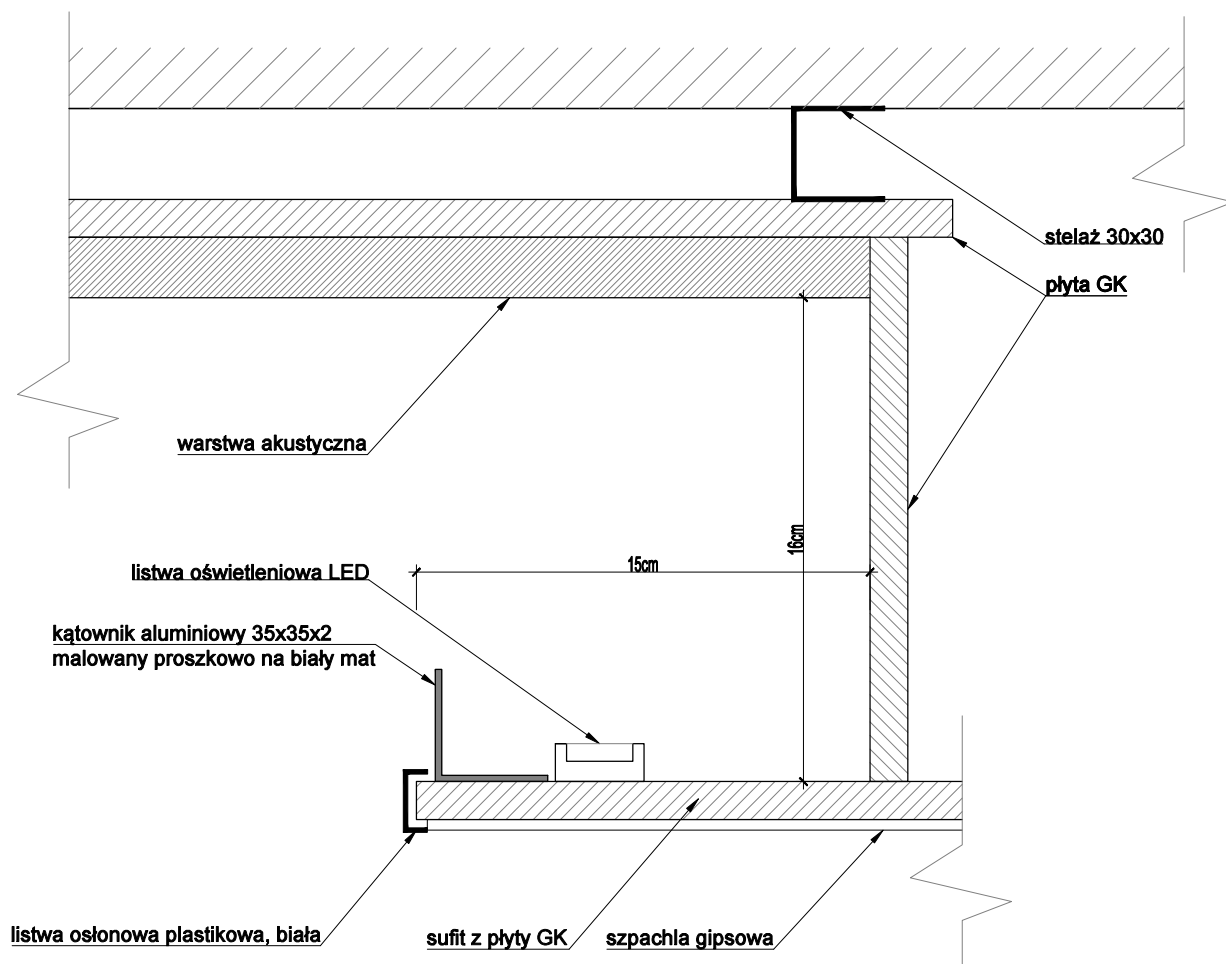 stelaż 30x30
płyta GK
warstwa akustyczna
16cm
15cm
listwa oświetleniowa LED
kątownik aluminiowy 35x35x2
malowany proszkowo na biały mat
listwa osłonowa plastikowa, biała
sufit z płyty GK
szpachla gipsowa